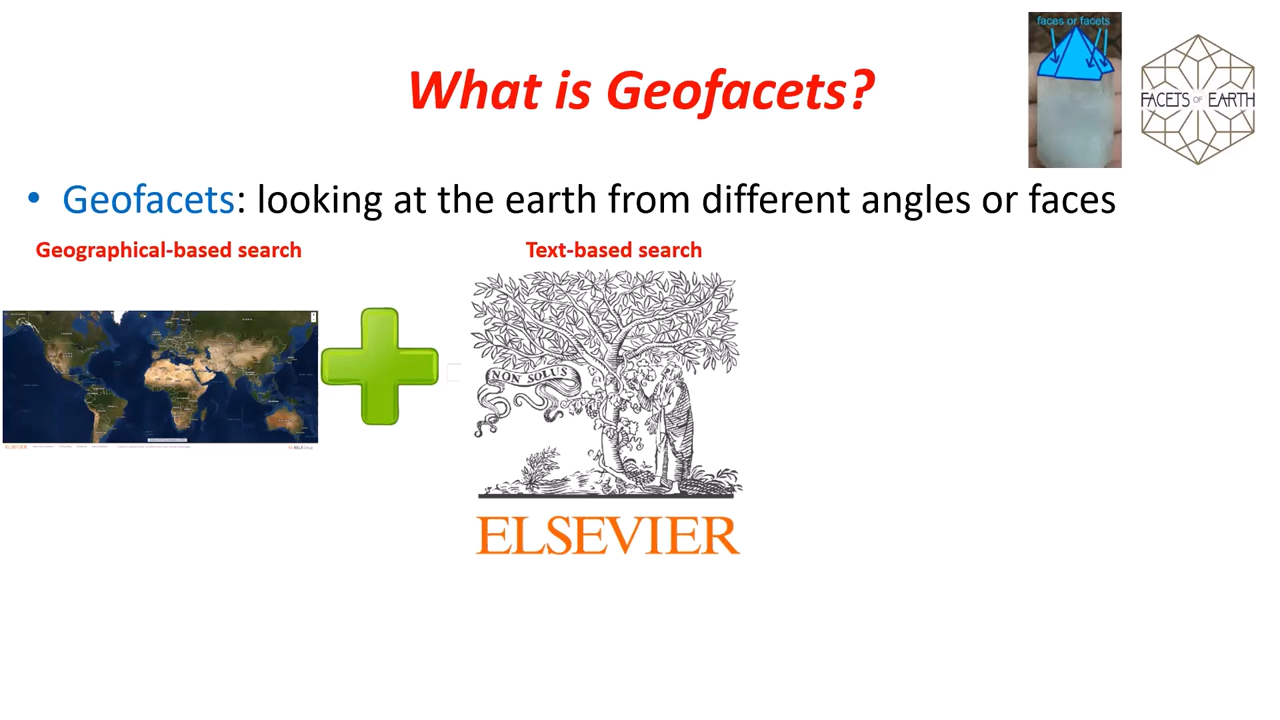 faces or facets
FACETS OF EARTH
What is Geofacets?
• Geofacets: looking at the earth from different angles or faces
Geographical-based search
Text-based search
NON SOLUS
ELSEVIER